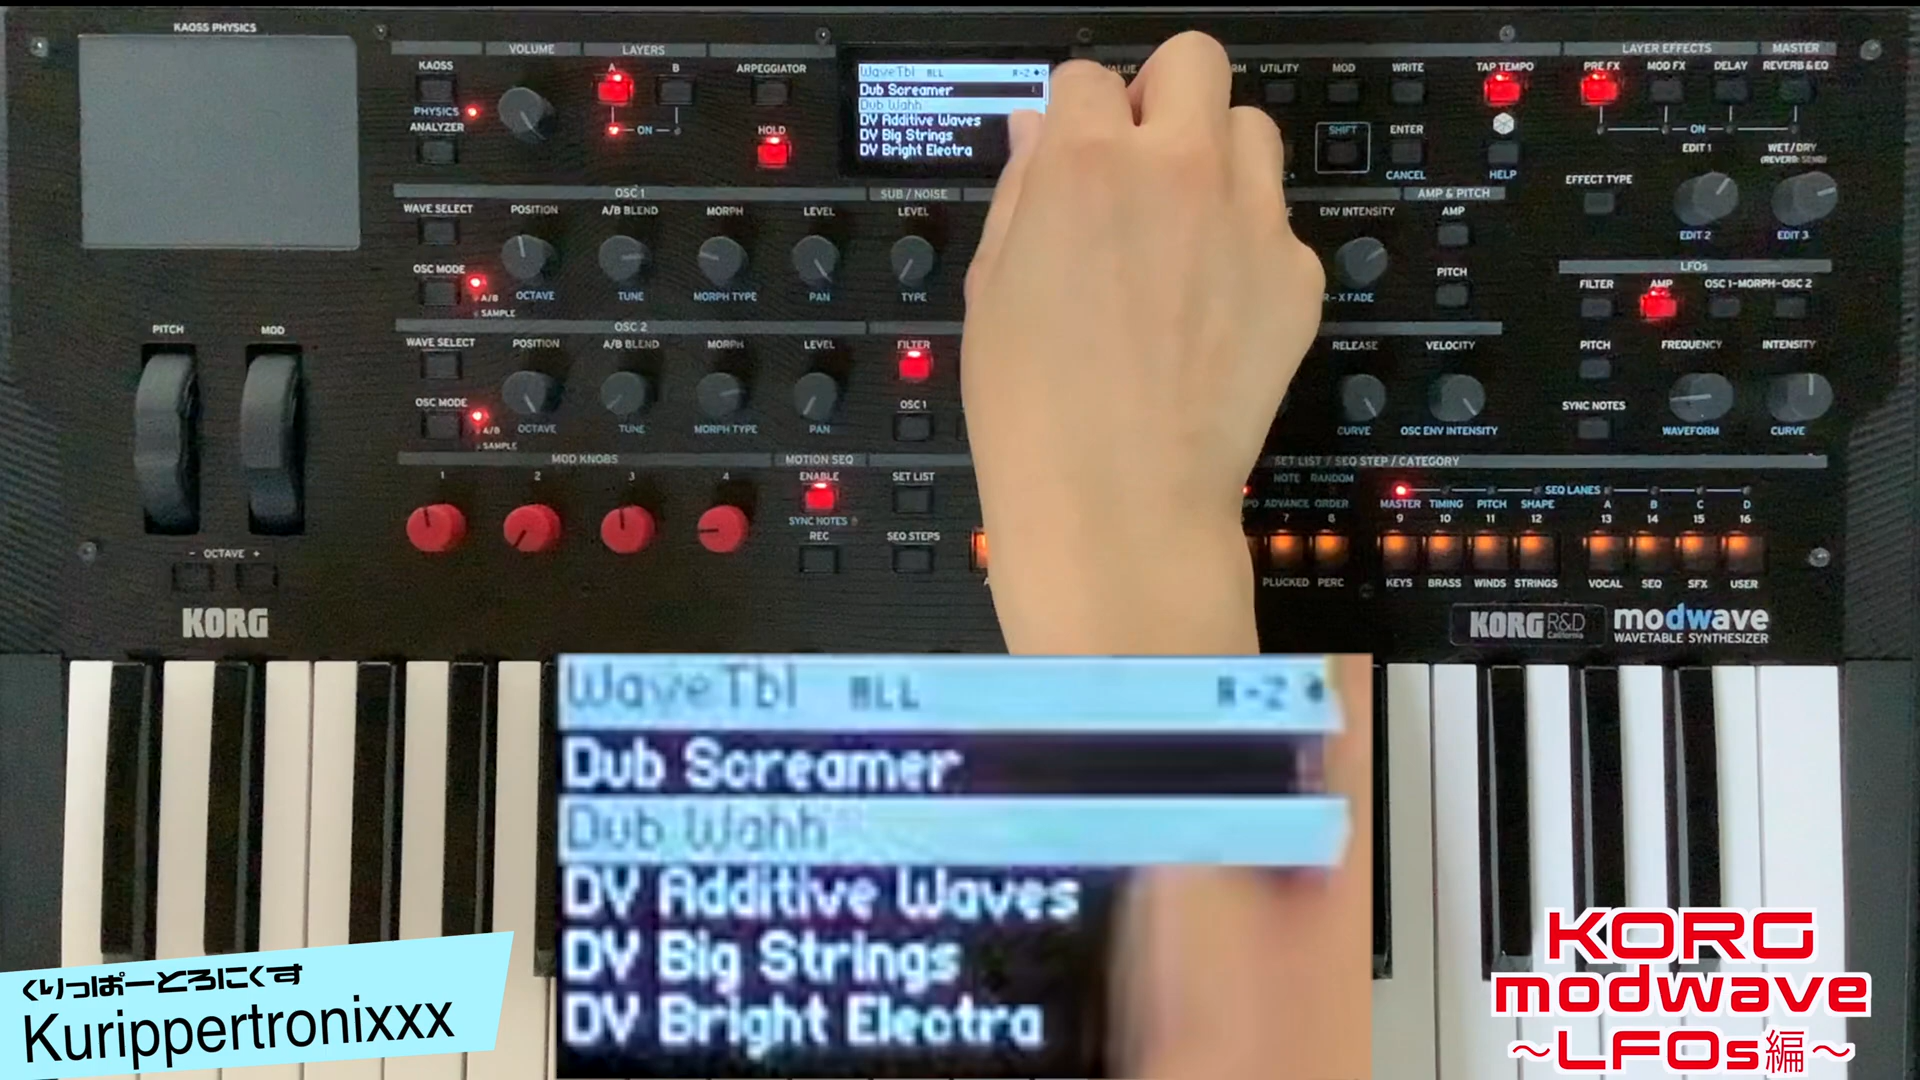 KAOSS PHYSICS
KAOSS
PHYSICS
ANALYZER
VOLUME
LAYERS
A
B
ON
ARPEGGIATOR
HOLD
WaveTbl ALL A-Z
Dub Screamer
Dub Wahh
DV Additive Waves
DV Big Strings
DV Bright Electra
VALUE
UTILITY
MOD
WRITE
TAP TEMPO
SHIFT
ENTER
CANCEL
HELP
LAYER EFFECTS
MASTER
PRE FX
MOD FX
DELAY
REVERB & EQ
ON
EDIT 1
WET/DRY
(REVERB: SEND)
EFFECT TYPE
EDIT 2
EDIT 3
OSC 1
SUB / NOISE
WAVE SELECT
POSITION
A/B BLEND
MORPH
LEVEL
LEVEL
OSC MODE
A/B
SAMPLE
OCTAVE
TUNE
MORPH TYPE
PAN
TYPE
ENV INTENSITY
AMP & PITCH
AMP
PITCH
R-X FADE
LFOs
FILTER
AMP
OSC 1-MORPH-OSC 2
PITCH
FREQUENCY
INTENSITY
SYNC NOTES
WAVEFORM
CURVE
OSC 2
WAVE SELECT
POSITION
A/B BLEND
MORPH
LEVEL
FILTER
OSC MODE
A/B
SAMPLE
OCTAVE
TUNE
MORPH TYPE
PAN
OSC 1
RELEASE
VELOCITY
CURVE
OSC ENV INTENSITY
PITCH
MOD
- OCTAVE +
MOD KNOBS
1
2
3
4
MOTION SEQ
ENABLE
SYNC NOTES
REC
SET LIST
SEQ STEPS
SET LIST / SEQ STEP / CATEGORY
NOTE
RANDOM
ADVANCE
ORDER
MASTER
TIMING
PITCH
SHAPE
SEQ LANES
A
B
C
D
7
8
9
10
11
12
13
14
15
16
PLUCKED
PERC
KEYS
BRASS
WINDS
STRINGS
VOCAL
SEQ
SFX
USER
KORG
KORG R&D
California
modwave
WAVETABLE SYNTHESIZER
WaveTbl ALL A-Z
Dub Screamer
Dub Wahh
DV Additive Waves
DV Big Strings
DV Bright Electra
くりっぱーとろにくす
Kurippertronixxx
KORG
modwave
～LFOs編～